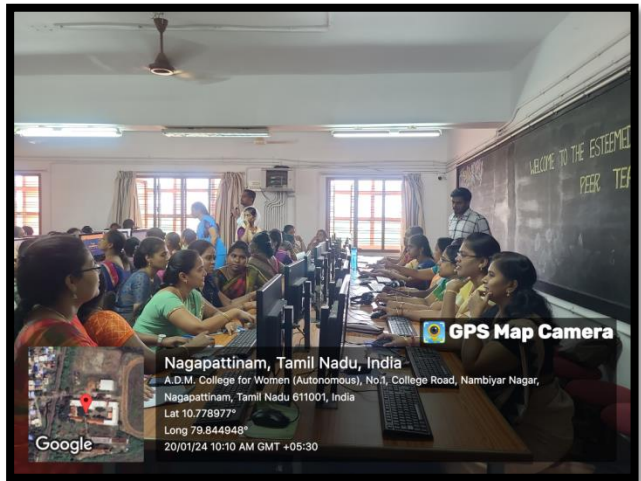 WELCOME TO THE ESTEEMED
PEER TEA
GPS Map Camera
Nagapattinam, Tamil Nadu, India
A.D.M. College for Women (Autonomous), No.1, College Road, Nambiyar Nagar,
Nagapattinam, Tamil Nadu 611001, India
Lat 10.778977°
Long 79.844948°
20/01/24 10:10 AM GMT +05:30
Google